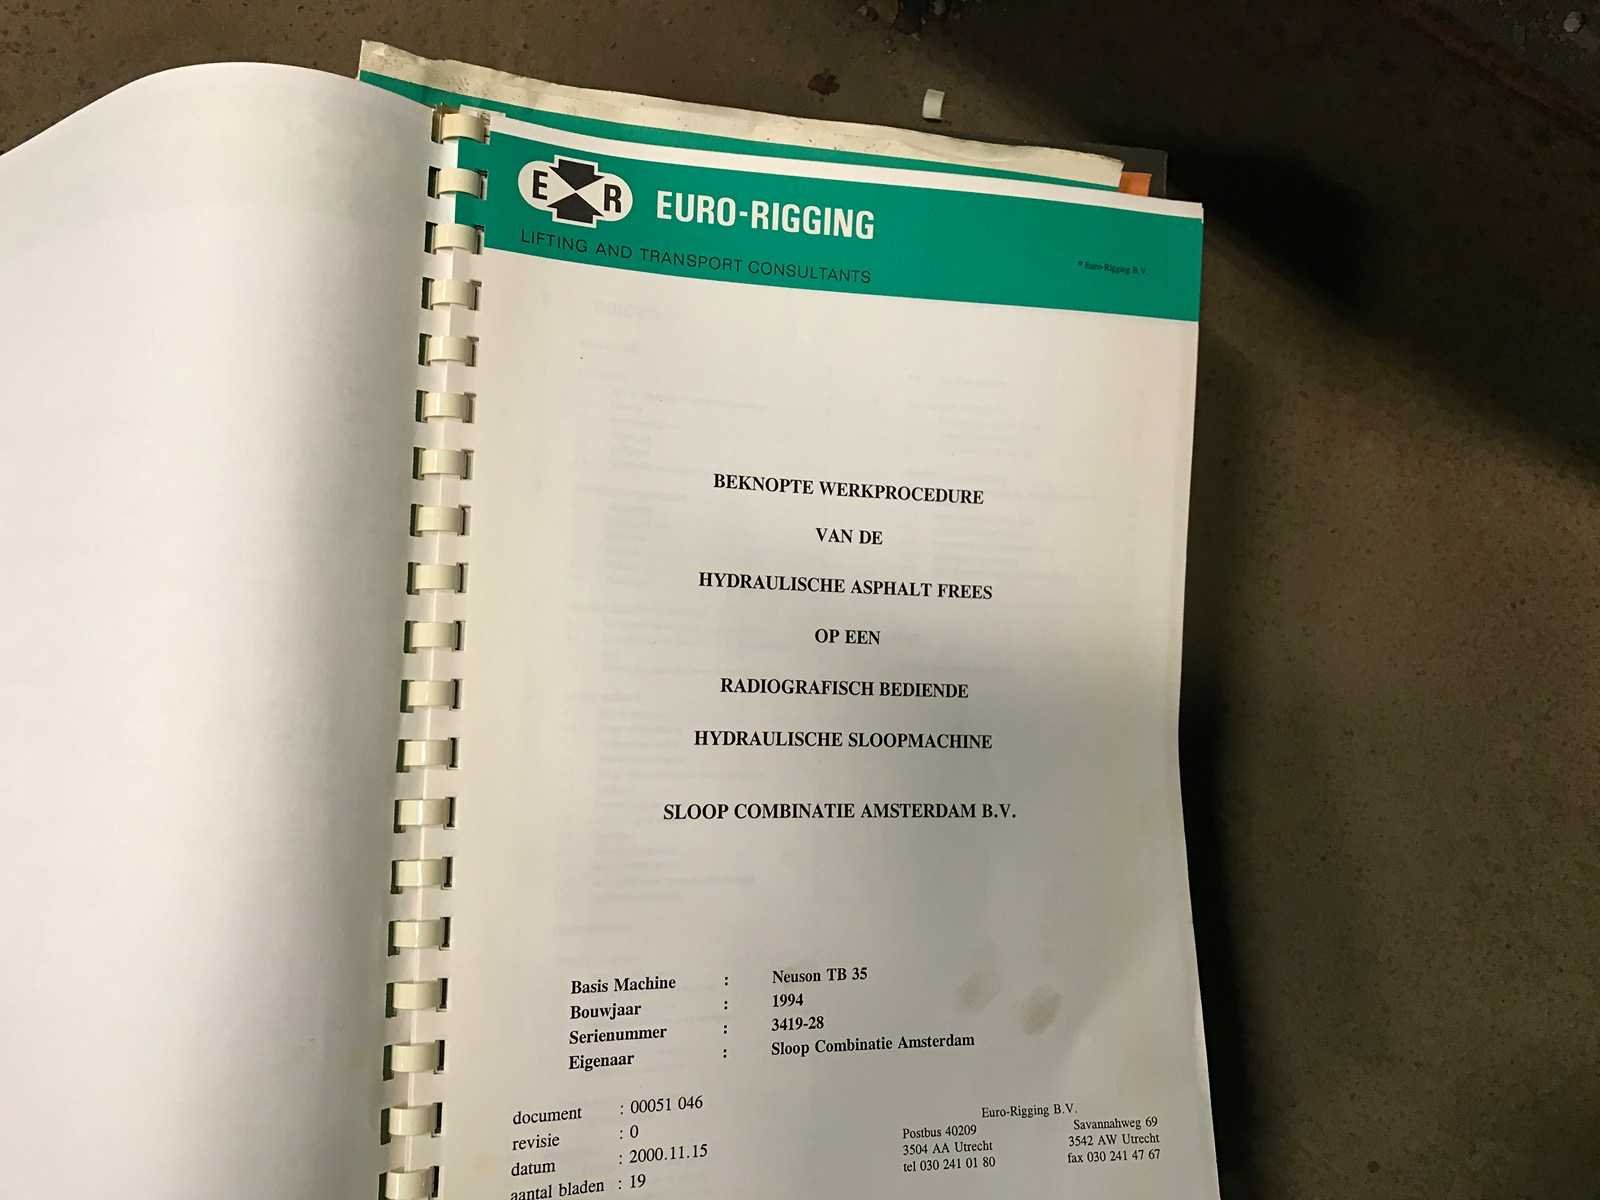 E R EURO-RIGGING
LIFTING AND TRANSPORT CONSULTANTS
© Euro-Rigging B.V.
BEKNOPTE WERKPROCEDURE
VAN DE
HYDRAULISCHE ASPHALT FREES
OP EEN
RADIOGRAFISCH BEDIENDE
HYDRAULISCHE SLOOPMACHINE
SLOOP COMBINATIE AMSTERDAM B.V.
Basis Machine : Neuson TB 35
Bouwjaar : 1994
Serienummer : 3419-28
Eigenaar : Sloop Combinatie Amsterdam
document : 00051 046
revisie : 0
datum : 2000.11.15
aantal bladen : 19
Euro-Rigging B.V.
Postbus 40209 Savannahweg 69
3504 AA Utrecht 3542 AW Utrecht
tel 030 241 01 80 fax 030 241 47 67